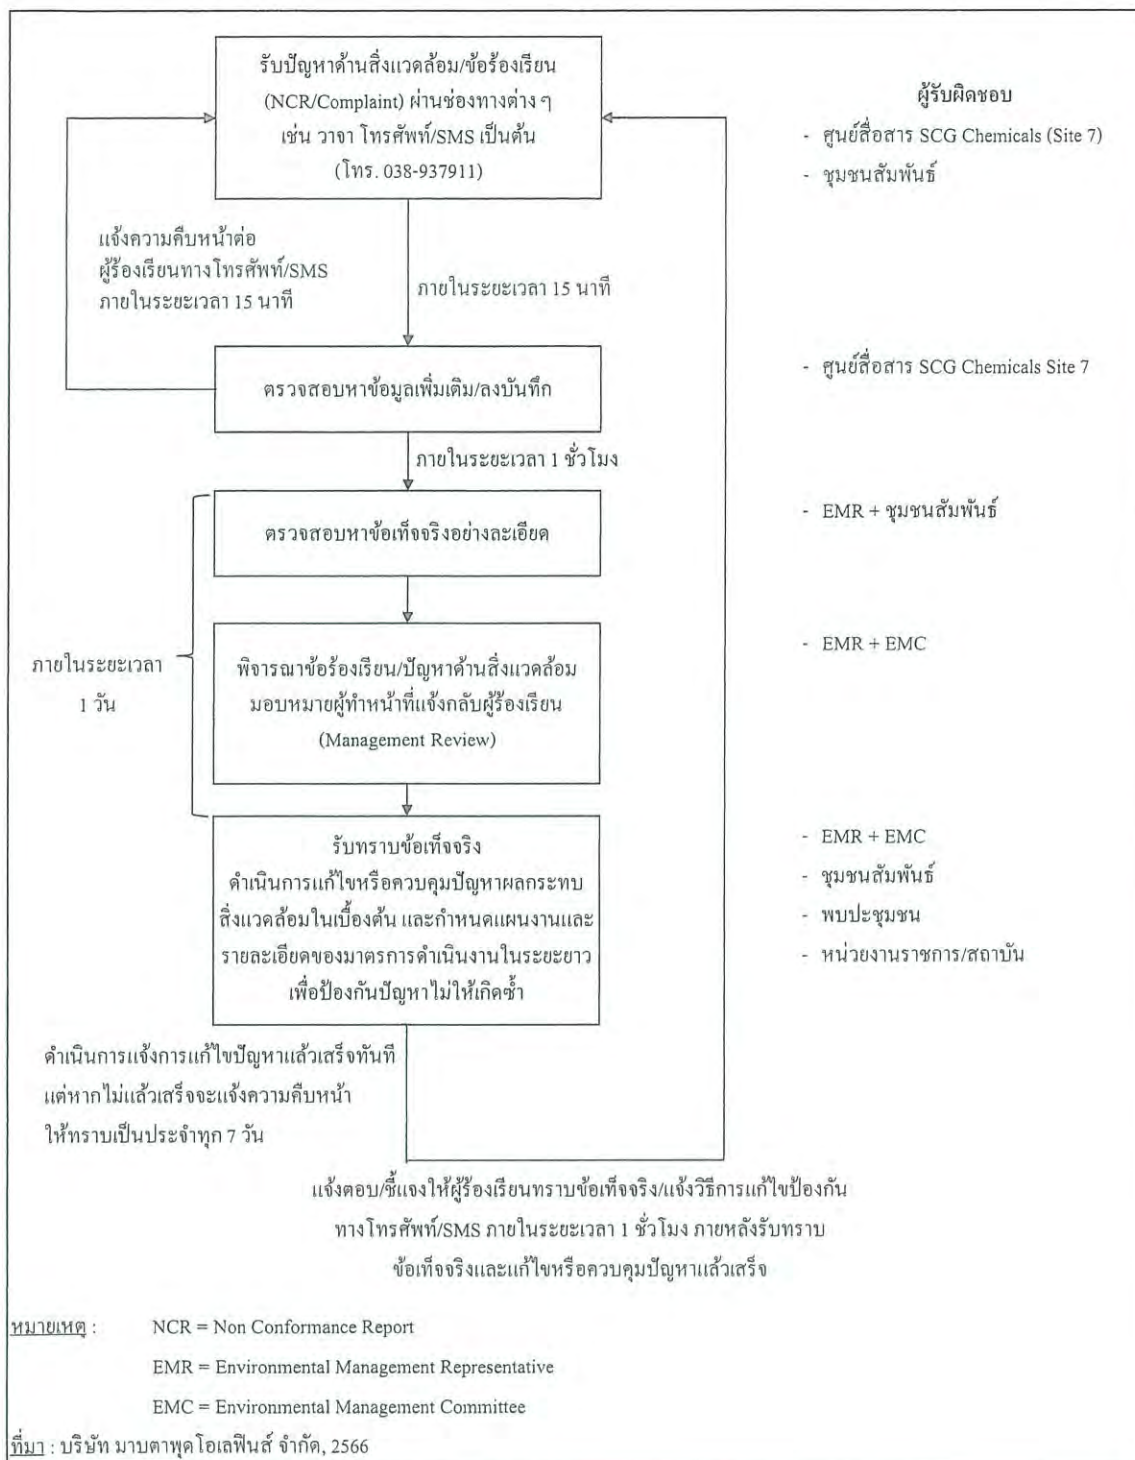 รับปัญหาด้านสิ่งแวดล้อม/ข้อร้องเรียน
(NCR/Complaint) ผ่านช่องทางต่าง ๆ
เช่น วาจา โทรศัพท์/SMS เป็นต้น
(โทร. 038-937911)
ผู้รับผิดชอบ
- ศูนย์สื่อสาร SCG Chemicals (Site 7)
- ชุมชนสัมพันธ์
แจ้งความคืบหน้าต่อ
ผู้ร้องเรียนทางโทรศัพท์/SMS
ภายในระยะเวลา 15 นาที
ภายในระยะเวลา 15 นาที
ตรวจสอบหาข้อมูลเพิ่มเติม/ลงบันทึก
- ศูนย์สื่อสาร SCG Chemicals Site 7
ภายในระยะเวลา 1 ชั่วโมง
ตรวจสอบหาข้อเท็จจริงอย่างละเอียด
- EMR + ชุมชนสัมพันธ์
ภายในระยะเวลา
1 วัน
พิจารณาข้อร้องเรียน/ปัญหาด้านสิ่งแวดล้อม
มอบหมายผู้ทำหน้าที่แจ้งกลับผู้ร้องเรียน
(Management Review)
- EMR + EMC
รับทราบข้อเท็จจริง
ดำเนินการแก้ไขหรือควบคุมปัญหาผลกระทบ
สิ่งแวดล้อมในเบื้องต้น และกำหนดแผนงานและ
รายละเอียดของมาตรการดำเนินงานในระยะยาว
เพื่อป้องกันปัญหาไม่ให้เกิดซ้ำ
- EMR + EMC
- ชุมชนสัมพันธ์
- พบปะชุมชน
- หน่วยงานราชการ/สถาบัน
ดำเนินการแจ้งการแก้ไขปัญหาแล้วเสร็จทันที
แต่หากไม่แล้วเสร็จจะแจ้งความคืบหน้า
ให้ทราบเป็นประจำทุก 7 วัน
แจ้งตอบ/ชี้แจงให้ผู้ร้องเรียนทราบข้อเท็จจริง/แจ้งวิธีการแก้ไขป้องกัน
ทางโทรศัพท์/SMS ภายในระยะเวลา 1 ชั่วโมง ภายหลังรับทราบ
ข้อเท็จจริงและแก้ไขหรือควบคุมปัญหาแล้วเสร็จ
หมายเหตุ : NCR = Non Conformance Report
EMR = Environmental Management Representative
EMC = Environmental Management Committee
ที่มา : บริษัท มาบตาพุด โอเลฟินส์ จำกัด, 2566